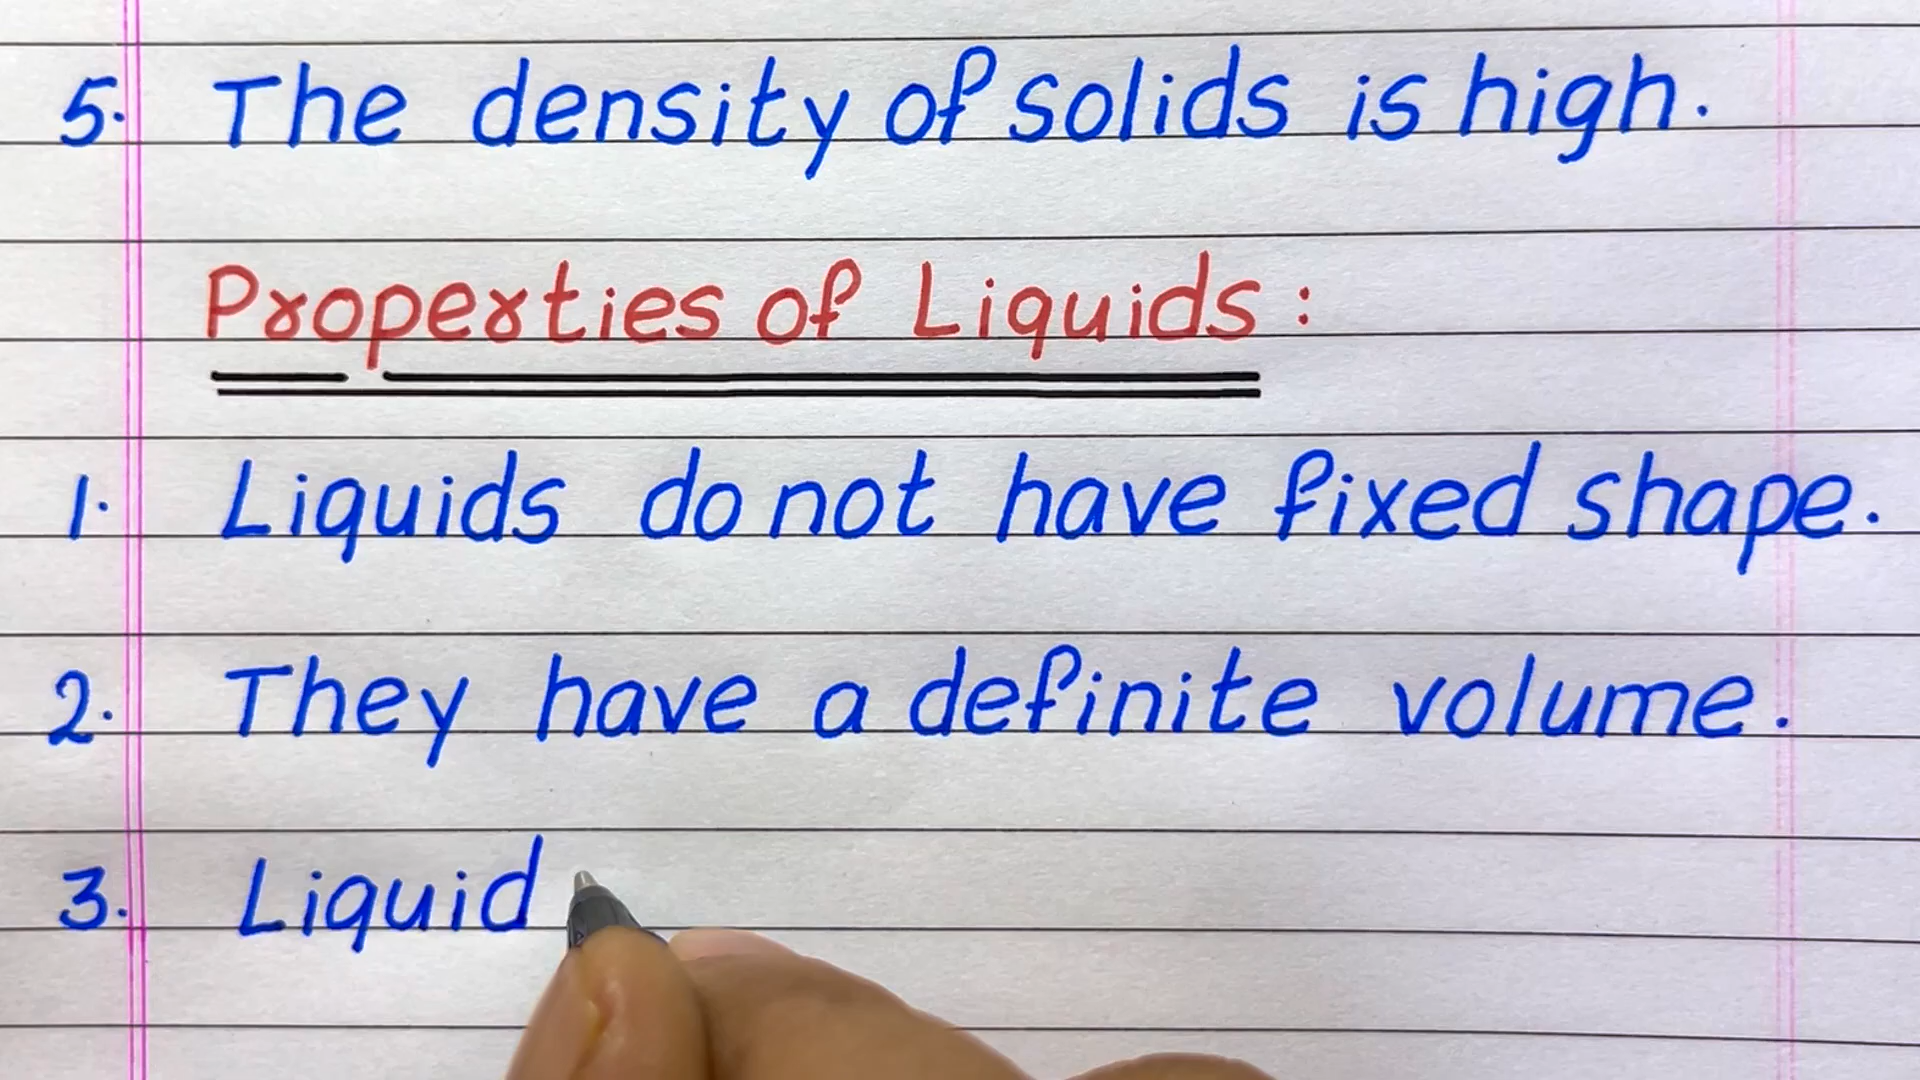 5. The density of solids is high.
Properties of Liquids:
1. Liquids do not have fixed shape.
2. They have a definite volume.
3. Liquid